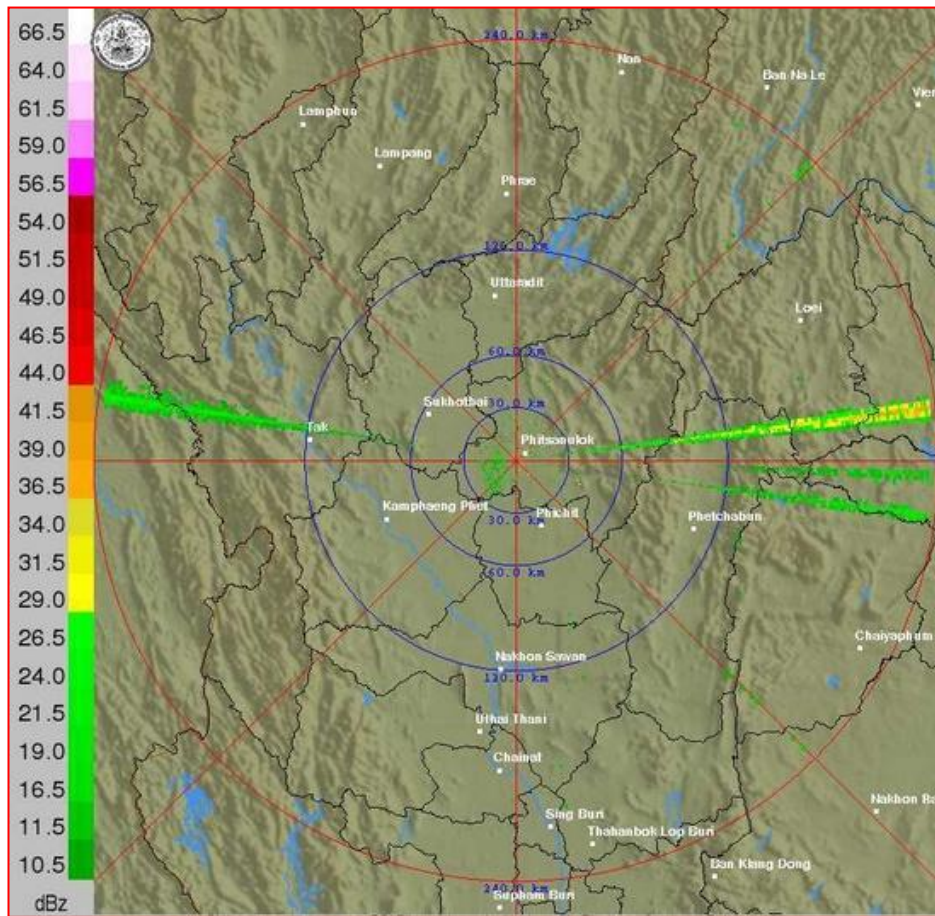 66.5
64.0
61.5
59.0
56.5
54.0
51.5
49.0
46.5
44.0
41.5
39.0
36.5
34.0
31.5
29.0
26.5
24.0
21.5
19.0
16.5
11.5
10.5
dBz
240.0 km
Nan
Ban Na Le
Vien
Lamphun
Lampang
Phrae
120.0 km
Uttaradit
Loei
60.0 km
30.0 km
Sukhothai
Tak
Phitsanulok
Kamphaeng Phet
30.0 km
Phichit
Phetchabun
60.0 km
Chaiyaphum
Nakhon Sawan
120.0 km
Uthai Thani
Chainat
Sing Buri
Nakhon Ra
Thahanbok Lop Buri
Ban Klang Dong
240.0 km
Supham Buri